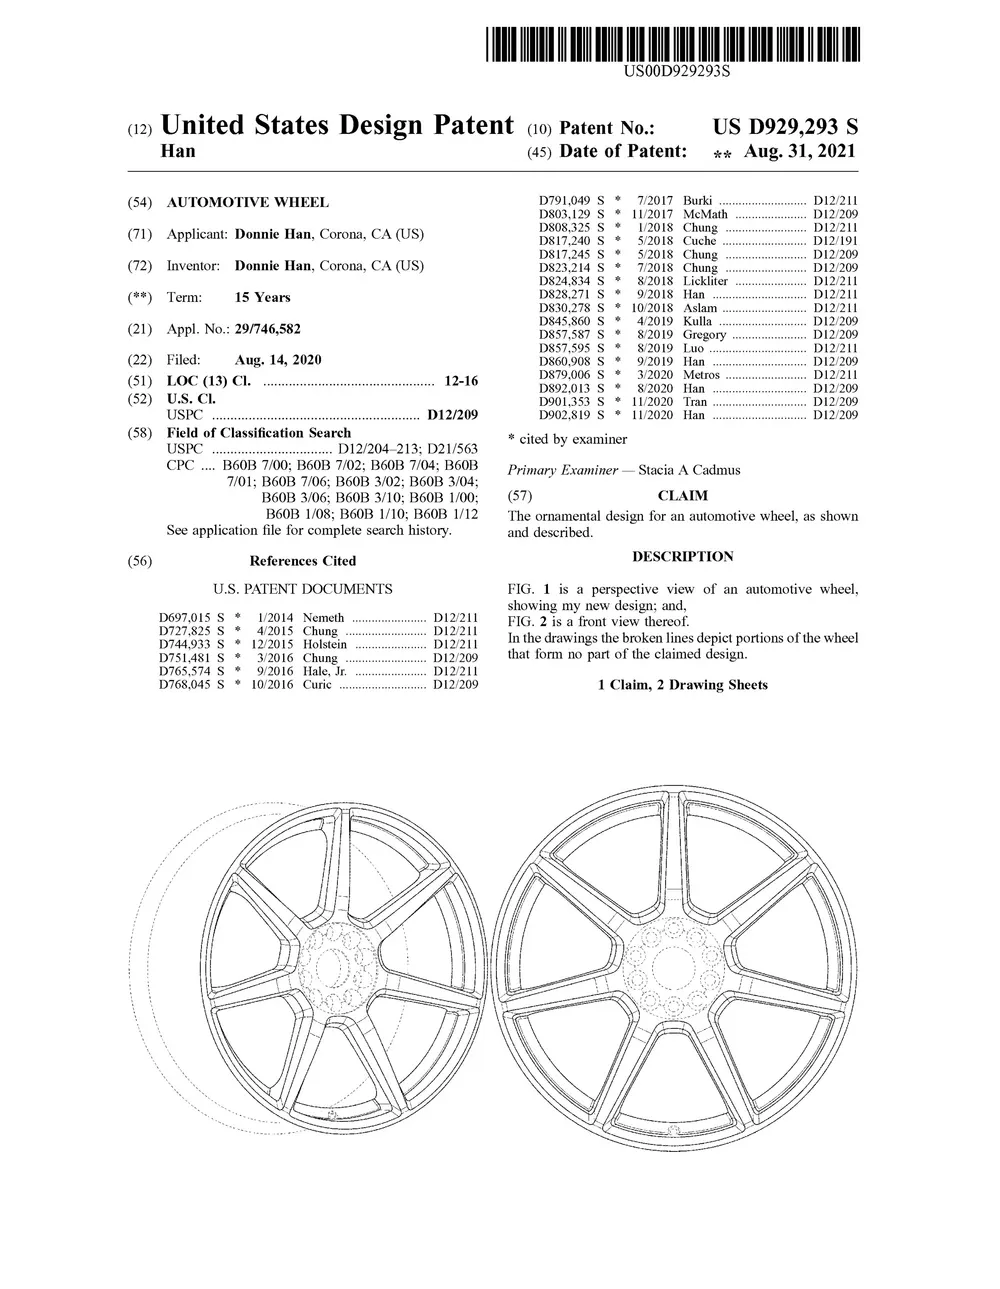 US00D929293S
(12) United States Design Patent
Han
(10) Patent No.: US D929,293 S
(45) Date of Patent: ** Aug. 31, 2021
(54) AUTOMOTIVE WHEEL
(71) Applicant: Donnie Han, Corona, CA (US)
(72) Inventor: Donnie Han, Corona, CA (US)
(**) Term: 15 Years
(21) Appl. No.: 29/746,582
(22) Filed: Aug. 14, 2020
(51) LOC (13) Cl. ............................................. 12-16
(52) U.S. Cl.
USPC ........................................................ D12/209
(58) Field of Classification Search
USPC ................................ D12/204–213; D21/563
CPC .... B60B 7/00; B60B 7/02; B60B 7/04; B60B
7/01; B60B 7/06; B60B 3/02; B60B 3/04;
B60B 3/06; B60B 3/10; B60B 1/00;
B60B 1/08; B60B 1/10; B60B 1/12
See application file for complete search history.
(56) References Cited
U.S. PATENT DOCUMENTS
D697,015 S * 1/2014 Nemeth ....................... D12/211
D727,825 S * 4/2015 Chung ......................... D12/211
D744,933 S * 12/2015 Holstein ...................... D12/211
D751,481 S * 3/2016 Chung ......................... D12/209
D765,574 S * 9/2016 Hale, Jr. ...................... D12/211
D768,045 S * 10/2016 Curic ........................... D12/209
D791,049 S * 7/2017 Burki ........................... D12/211
D803,129 S * 11/2017 McMath ...................... D12/209
D808,325 S * 1/2018 Chung ......................... D12/211
D817,240 S * 5/2018 Cuche .......................... D12/191
D817,245 S * 5/2018 Chung ......................... D12/209
D823,214 S * 7/2018 Chung ......................... D12/209
D824,834 S * 8/2018 Lickliter ...................... D12/211
D828,271 S * 9/2018 Han ............................. D12/211
D830,278 S * 10/2018 Aslam .......................... D12/211
D845,860 S * 4/2019 Kulla ........................... D12/209
D857,587 S * 8/2019 Gregory ....................... D12/209
D857,595 S * 8/2019 Luo .............................. D12/211
D860,908 S * 9/2019 Han ............................. D12/209
D879,006 S * 3/2020 Metros ......................... D12/211
D892,013 S * 8/2020 Han ............................. D12/209
D901,353 S * 11/2020 Tran ............................. D12/209
D902,819 S * 11/2020 Han ............................. D12/209
* cited by examiner
Primary Examiner — Stacia A Cadmus
(57) CLAIM
The ornamental design for an automotive wheel, as shown
and described.
DESCRIPTION
FIG. 1 is a perspective view of an automotive wheel,
showing my new design; and,
FIG. 2 is a front view thereof.
In the drawings the broken lines depict portions of the wheel
that form no part of the claimed design.
1 Claim, 2 Drawing Sheets